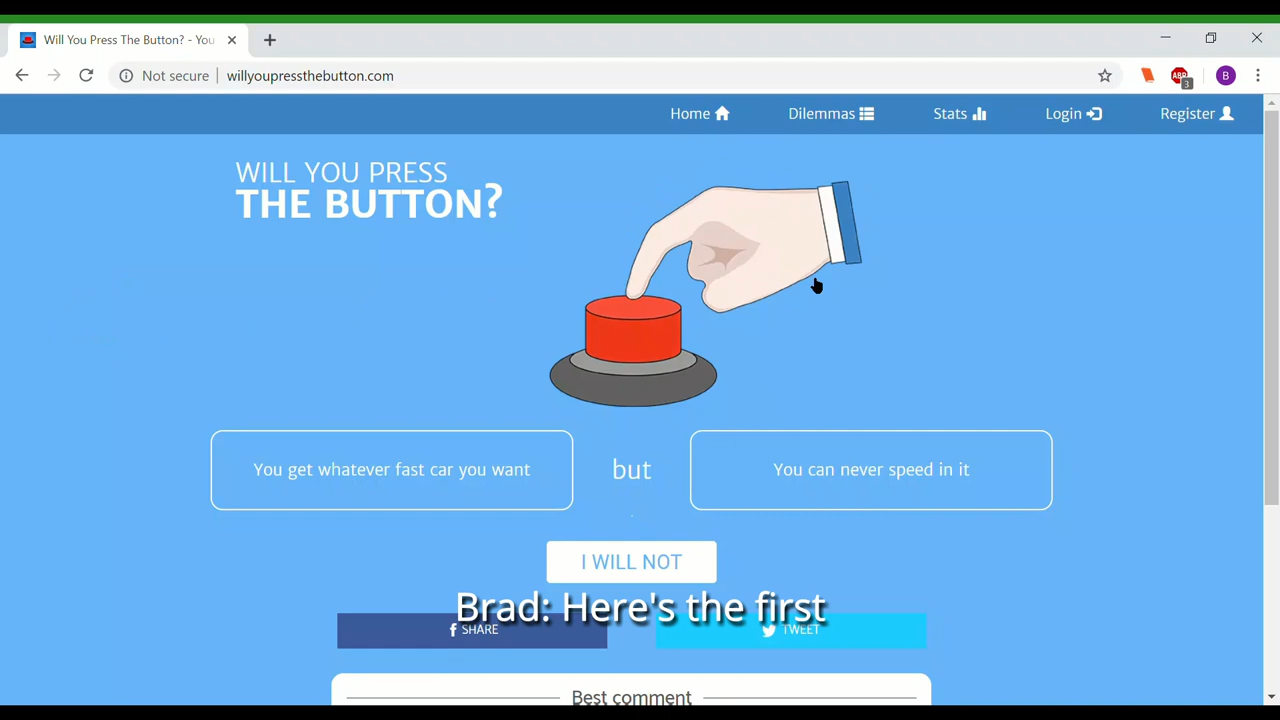 Will You Press The Button? - You
Not secure
willyoupressthebutton.com
ABP
3
B
Home
Dilemmas
Stats
Login
Register
WILL YOU PRESS
THE BUTTON?
You get whatever fast car you want
but
You can never speed in it
I WILL NOT
Brad: Here's the first
SHARE
TWEET
Best comment